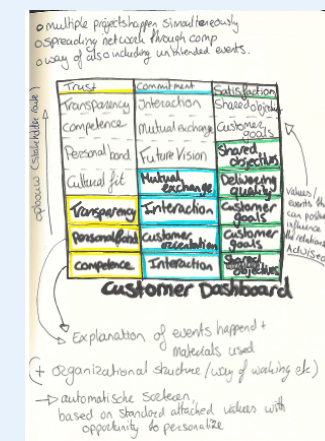 o multiple projects happen simultaneously
o spreading network through comp
o way of also including unintended events.
Trust Commitment Satisfaction
Transparency Interaction Shared objectives
competence Mutual exchange Customer goals
Personal bond Future Vision Shared objectives
Cultural fit Mutual exchange Delivering quality
Transparency Interaction Customer goals
Personal bond customer orientation Customer goals
competence Interaction Shared objectives
(stakeholder side)
values/
events th
can
influence
relations
Customer Dashboard
Explanation of events happend +
materials used
(+ organizational structure / way of working etc)
→ automatische
based on standard attached values with
opportunity to personalize